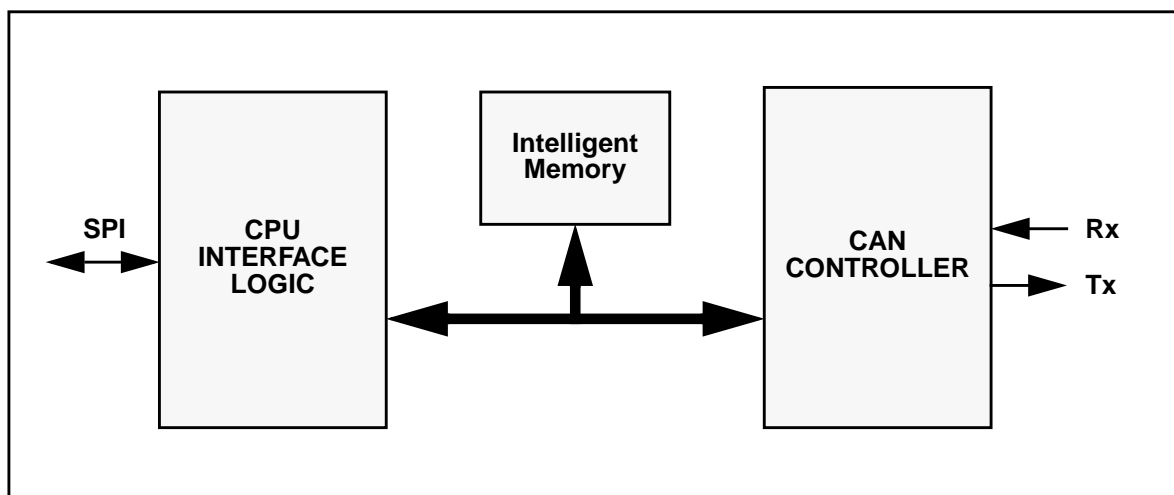 SPI
CPU
INTERFACE
LOGIC
Intelligent
Memory
CAN
CONTROLLER
Rx
Tx